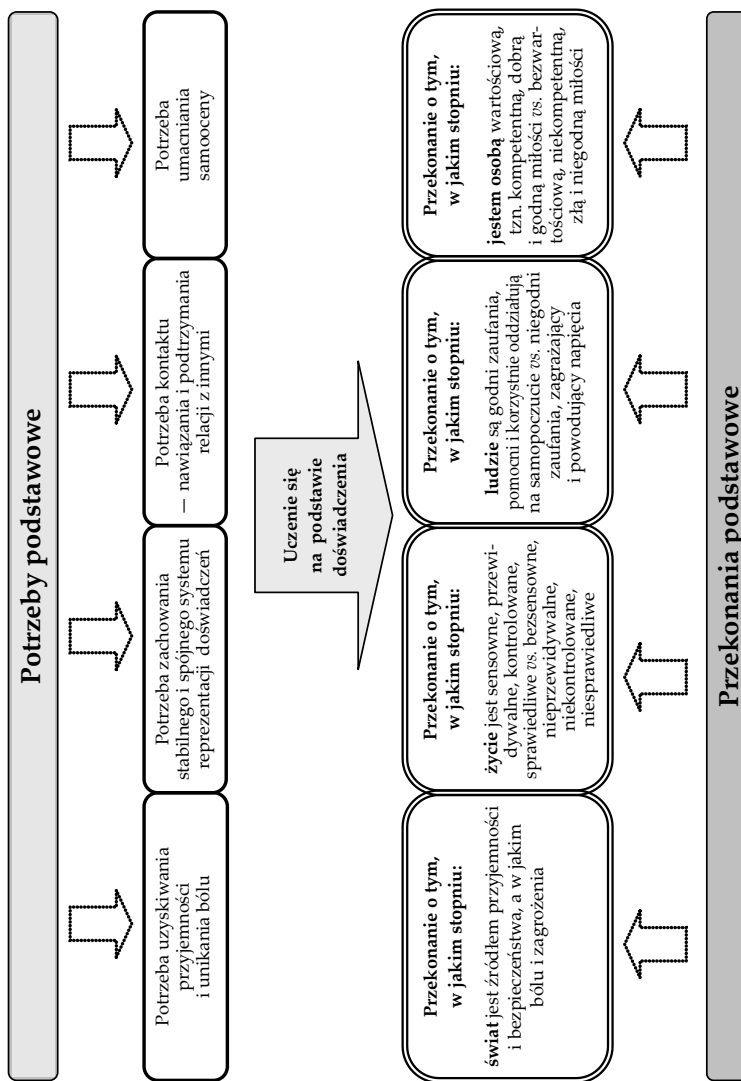 Potrzeby podstawowe
Potrzeba uzyskiwania
przyjemności
i unikania bólu
Potrzeba zachowania
stabilnego i spójnego systemu
reprezentacji doświadczeń
Potrzeba kontaktu
— nawiązania i podtrzymania
relacji z innymi
Potrzeba
umacniania
samooceny
Uczenie się
na podstawie
doświadczenia
Przekonanie o tym,
w jakim stopniu:
świat jest źródłem przyjemności
i bezpieczeństwa, a w jakim
bólu i zagrożenia
Przekonanie o tym,
w jakim stopniu:
życie jest sensowne, przewi-
dywalne, kontrolowane,
sprawiedliwe vs. bezsensowne,
nieprzewidywalne,
niekontrolowane,
niesprawiedliwe
Przekonanie o tym,
w jakim stopniu:
ludzie są godni zaufania,
pomocni i korzystnie oddziałują
na samopoczucie vs. niegodni
zaufania, zagrażający
i powodujący napięcia
Przekonanie o tym,
w jakim stopniu:
jestem osobą wartościową,
tzn. kompetentną, dobrą
i godną miłości vs. bezwar-
tościową, niekompetentną,
złą i niegodną miłości
Przekonania podstawowe